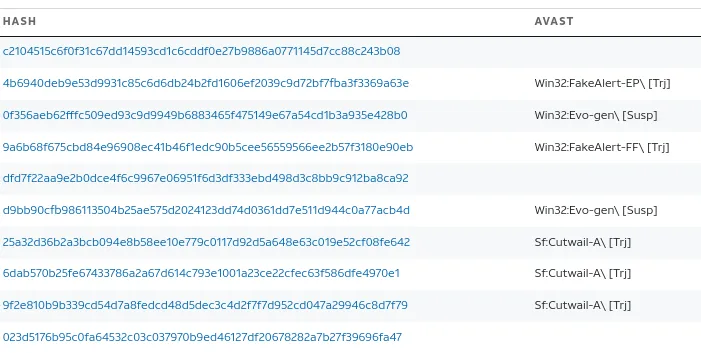 HASH AVAST
c2104515c6f0f31c67dd14593cd1c6cddf0e27b9886a0771145d7cc88c243b08
4b6940deb9e53d9931c85c6d6db24b2fd1606ef2039c9d72bf7fba3f3369a63e Win32:FakeAlert-EP\ [Trj]
0f356aeb62fffc509ed93c9d9949b6883465f475149e67a54cd1b3a935e428b0 Win32:Evo-gen\ [Susp]
9a6b68f675cbd84e96908ec41b46f1edc90b5cee56559566ee2b57f3180e90eb Win32:FakeAlert-FF\ [Trj]
dfd7f22aa9e2b0dce4f6c9967e06951f6d3df333ebd498d3c8bb9c912ba8ca92
d9bb90cfb986113504b25ae575d2024123dd74d0361dd7e511d944c0a77acb4d Win32:Evo-gen\ [Susp]
25a32d36b2a3bcb094e8b58ee10e779c0117d92d5a648e63c019e52cf08fe642 Sf:Cutwail-A\ [Trj]
6dab570b25fe67433786a2a67d614c793e1001a23ce22cfec63f586dfe4970e1 Sf:Cutwail-A\ [Trj]
9f2e810b9b339cd54d7a8fedcd48d5dec3c4d2f7f7d952cd047a29946c8d7f79 Sf:Cutwail-A\ [Trj]
023d5176b95c0fa64532c03c037970b9ed46127df20678282a7b27f39696fa47